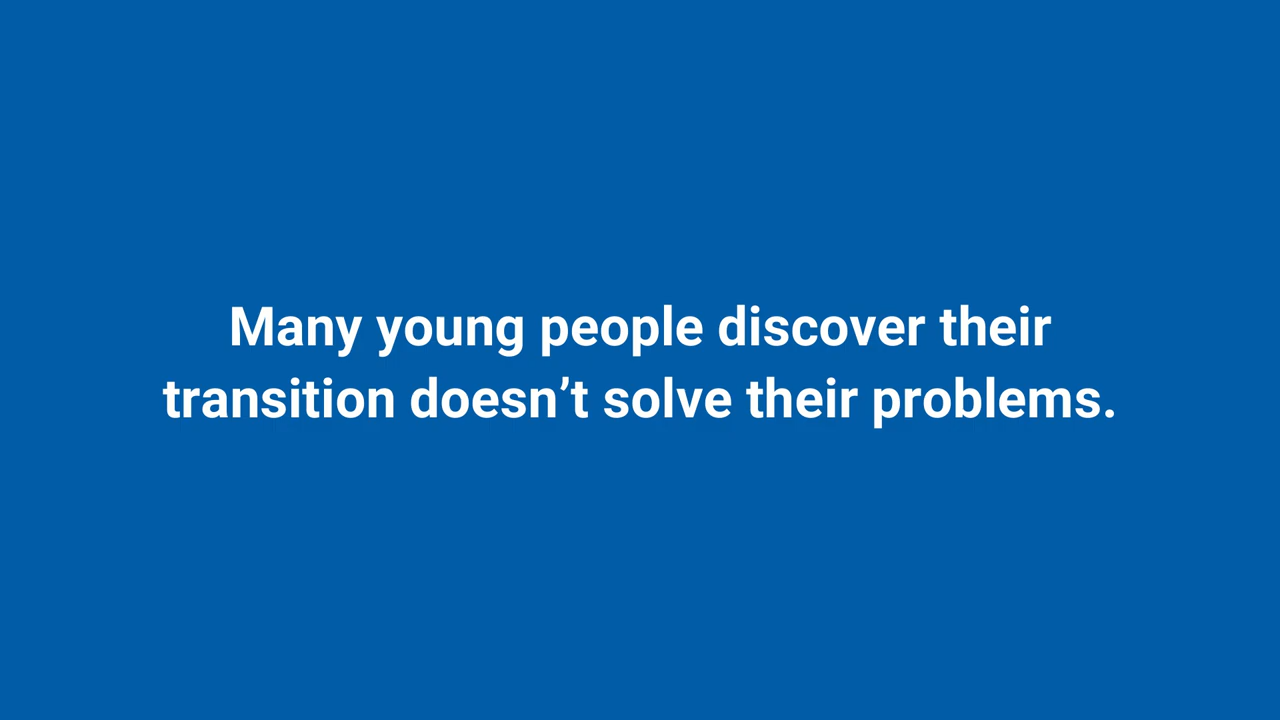 Many young people discover their
transition doesn’t solve their problems.